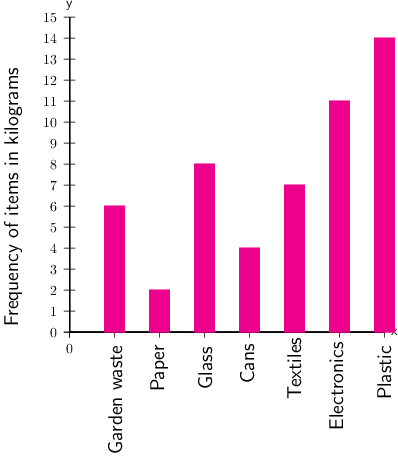 y
15
14
13
12
11
10
9
8
7
6
5
4
3
2
1
0
Frequency of items in kilograms
x
0
Garden waste
Paper
Glass
Cans
Textiles
Electronics
Plastic